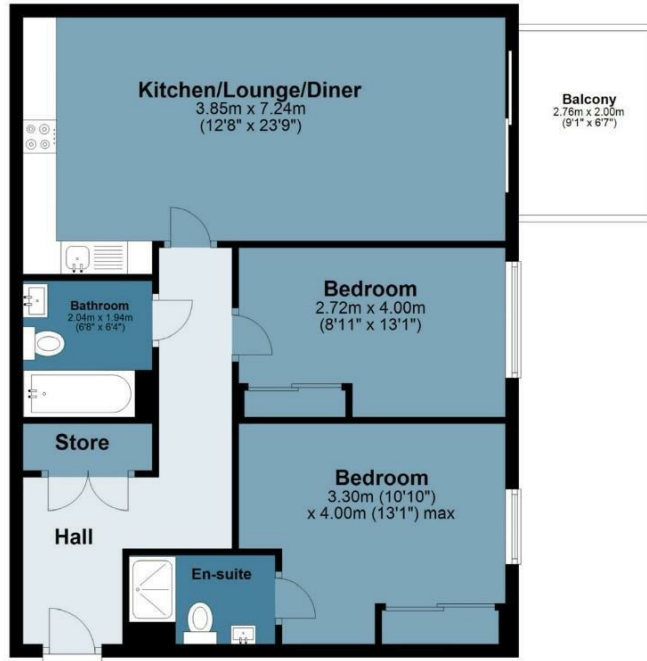 Kitchen/Lounge/Diner
3.85m x 7.24m
(12'8" x 23'9")
Balcony
2.76m x 2.00m
(9'1" x 6'7")
Bathroom
2.04m x 1.94m
(6'8" x 6'4")
Bedroom
2.72m x 4.00m
(8'11" x 13'1")
Store
Bedroom
3.30m (10'10")
x 4.00m (13'1") max
Hall
En-suite